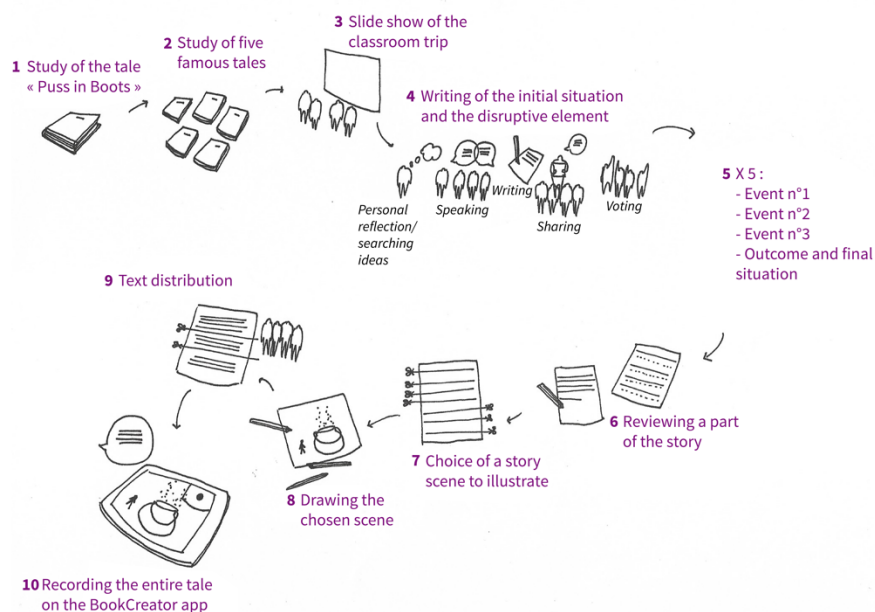 1 Study of the tale
« Puss in Boots »
2 Study of five
famous tales
3 Slide show of the
classroom trip
4 Writing of the initial situation
and the disruptive element
Personal
reflection/
searching
ideas
Speaking
Writing
Sharing
Voting
5 X 5 :
- Event n°1
- Event n°2
- Event n°3
- Outcome and final
situation
6 Reviewing a part
of the story
7 Choice of a story
scene to illustrate
8 Drawing the
chosen scene
9 Text distribution
10 Recording the entire tale
on the BookCreator app